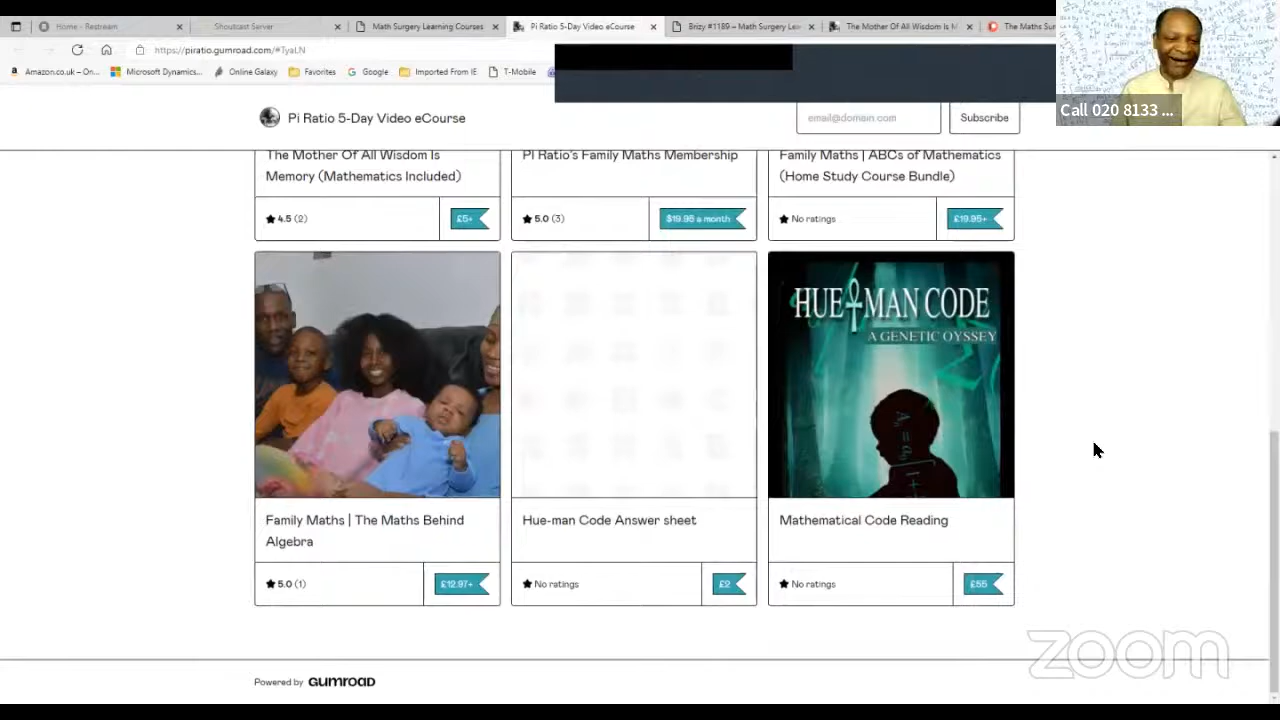 Home - Restream
Shoutcast Server
Math Surgery Learning Courses
Pi Ratio 5-Day Video eCourse
Brizy #1189 – Math Surgery Le
The Mother Of All Wisdom Is M
The Maths Su
https://piratio.gumroad.com/#TyaLN
Amazon.co.uk – On...
Microsoft Dynamics...
Online Galaxy
Favorites
Google
Imported From IE
T-Mobile
Call 020 8133 ...
Pi Ratio 5-Day Video eCourse
email@domain.com
Subscribe
The Mother Of All Wisdom Is
Memory (Mathematics Included)
4.5 (2)
£5+
PI Ratio's Family Maths Membership
5.0 (3)
$19.95 a month
Family Maths | ABCs of Mathematics
(Home Study Course Bundle)
No ratings
£19.95+
HUE☥MAN CODE
A GENETIC OYSSEY
Family Maths | The Maths Behind
Algebra
5.0 (1)
£12.97+
Hue-man Code Answer sheet
No ratings
£2
Mathematical Code Reading
No ratings
£55
zoom
Powered by GUMROAD